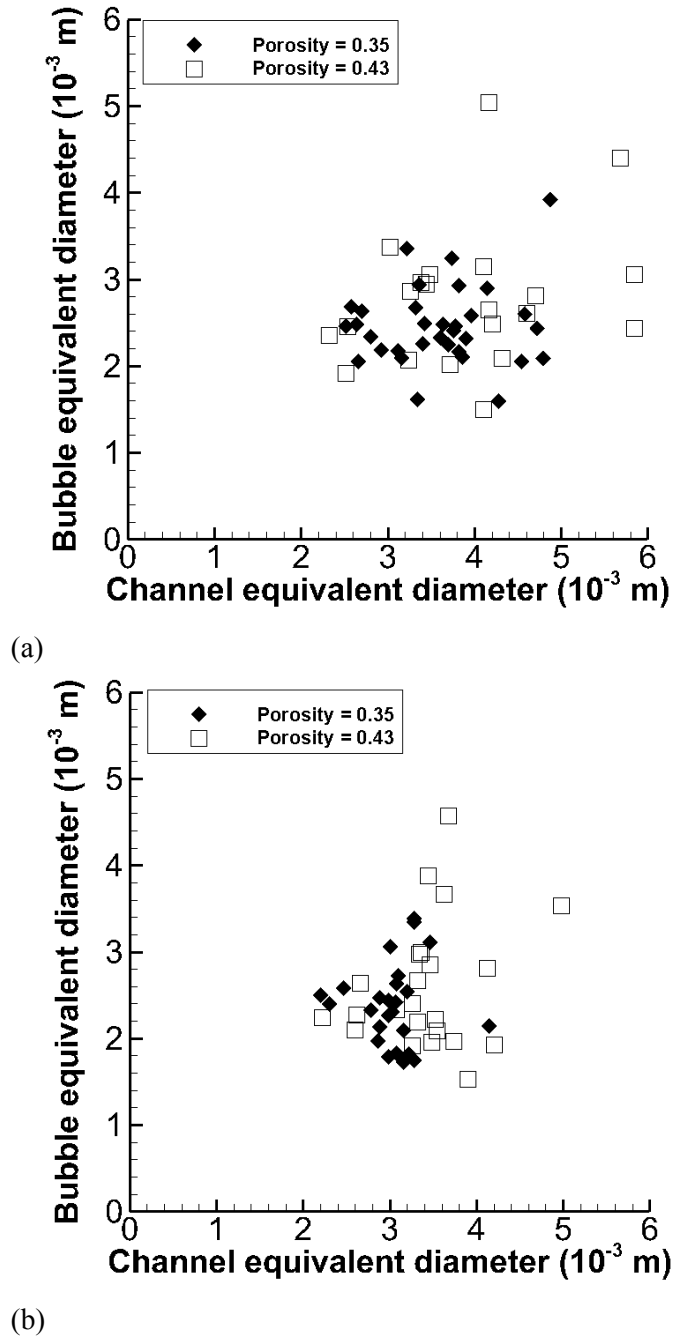 6
Porosity = 0.35
Porosity = 0.43
5
4
3
2
1
0
0 1 2 3 4 5 6
Bubble equivalent diameter (10⁻³ m)
Channel equivalent diameter (10⁻³ m)
(a)
6
Porosity = 0.35
Porosity = 0.43
5
4
3
2
1
0
0 1 2 3 4 5 6
Bubble equivalent diameter (10⁻³ m)
Channel equivalent diameter (10⁻³ m)
(b)